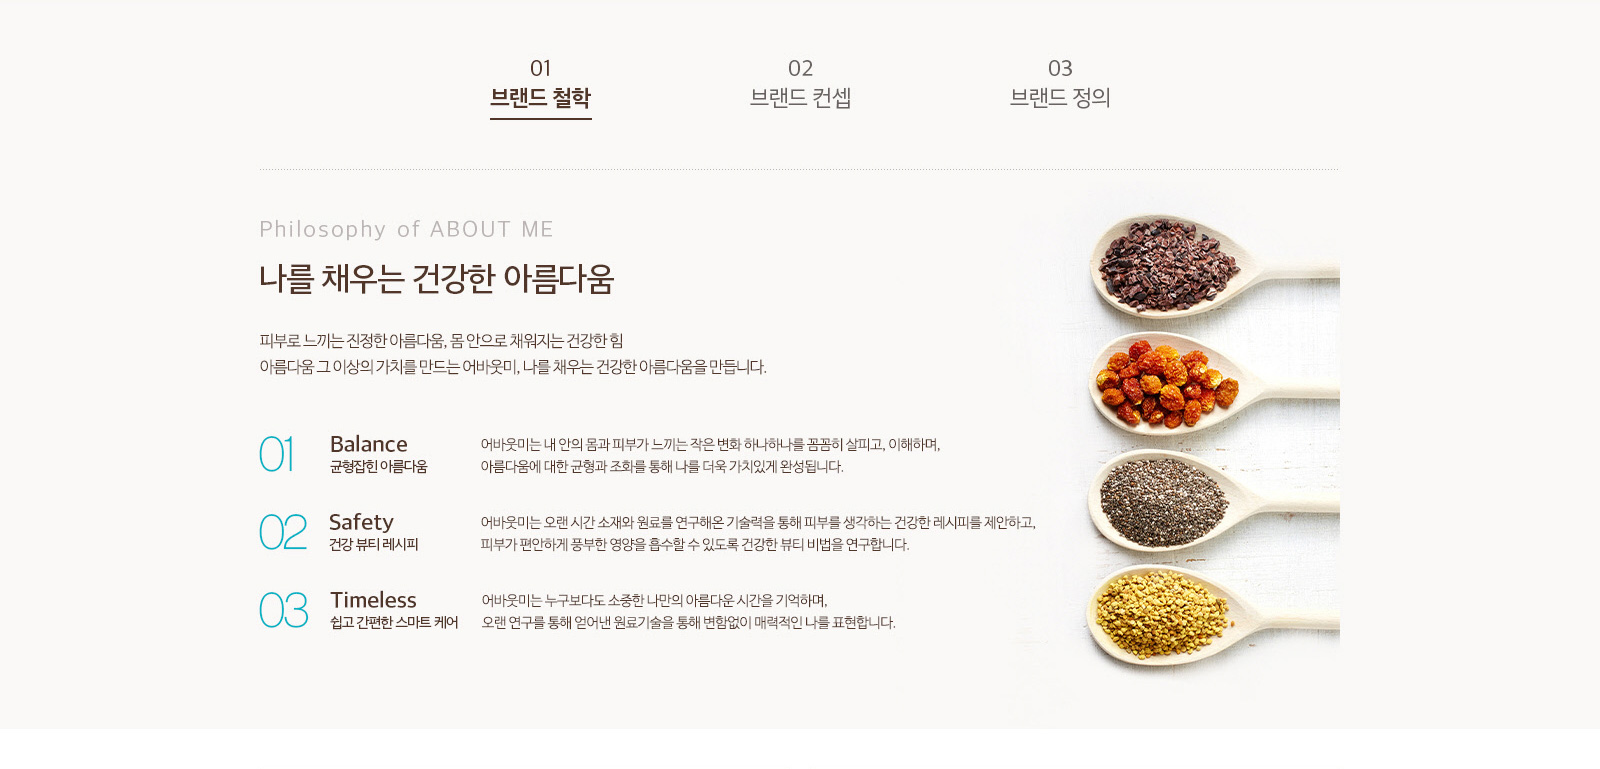 01
브랜드 철학
02
브랜드 컨셉
03
브랜드 정의
Philosophy of ABOUT ME
나를 채우는 건강한 아름다움
피부로 느끼는 진정한 아름다움, 몸 안으로 채워지는 건강한 힘
아름다움 그 이상의 가치를 만드는 어바웃미, 나를 채우는 건강한 아름다움을 만듭니다.
01
Balance
균형잡힌 아름다움
어바웃미는 내 안의 몸과 피부가 느끼는 작은 변화 하나하나를 꼼꼼히 살피고, 이해하며,
아름다움에 대한 균형과 조화를 통해 나를 더욱 가치있게 완성됩니다.
02
Safety
건강 뷰티 레시피
어바웃미는 오랜 시간 소재와 원료를 연구해온 기술력을 통해 피부를 생각하는 건강한 레시피를 제안하고,
피부가 편안하게 풍부한 영양을 흡수할 수 있도록 건강한 뷰티 비법을 연구합니다.
03
Timeless
쉽고 간편한 스마트 케어
어바웃미는 누구보다도 소중한 나만의 아름다운 시간을 기억하며,
오랜 연구를 통해 얻어낸 원료기술을 통해 변함없이 매력적인 나를 표현합니다.